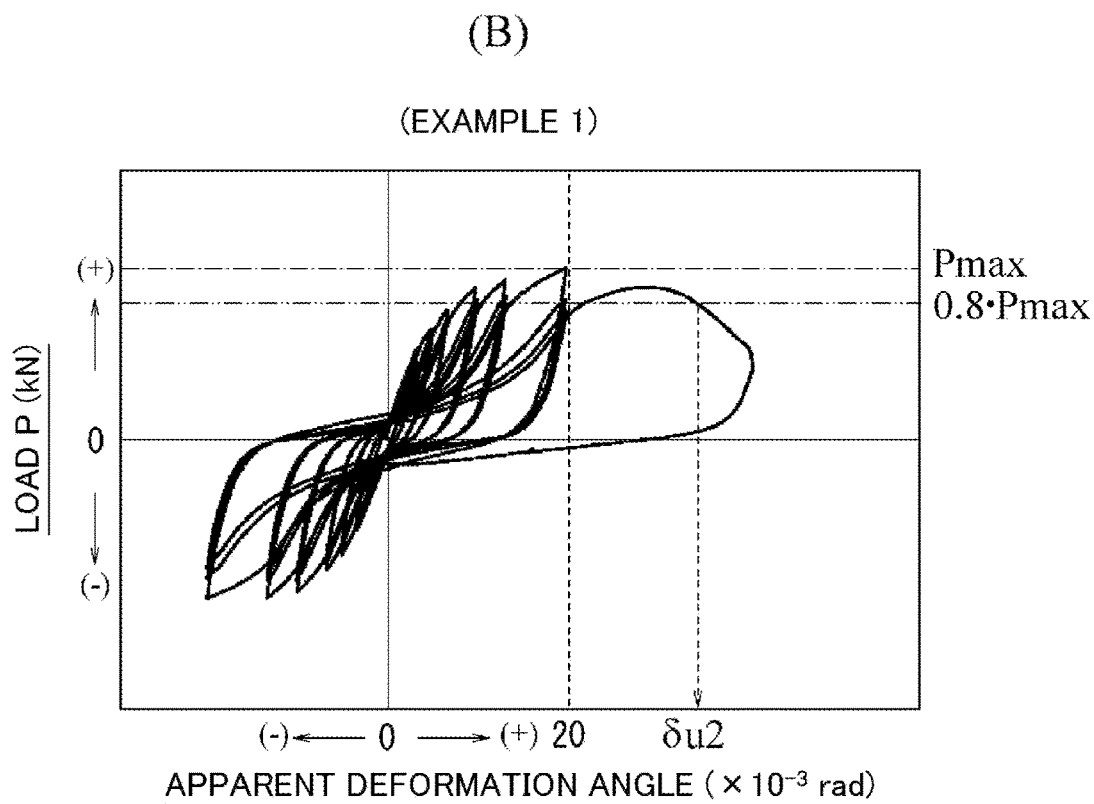 (B)
(EXAMPLE 1)
(+)
Pmax
0.8•Pmax
LOAD P (kN)
0
(-)
(-) 0 (+) 20 δu2
APPARENT DEFORMATION ANGLE (×10⁻³ rad)